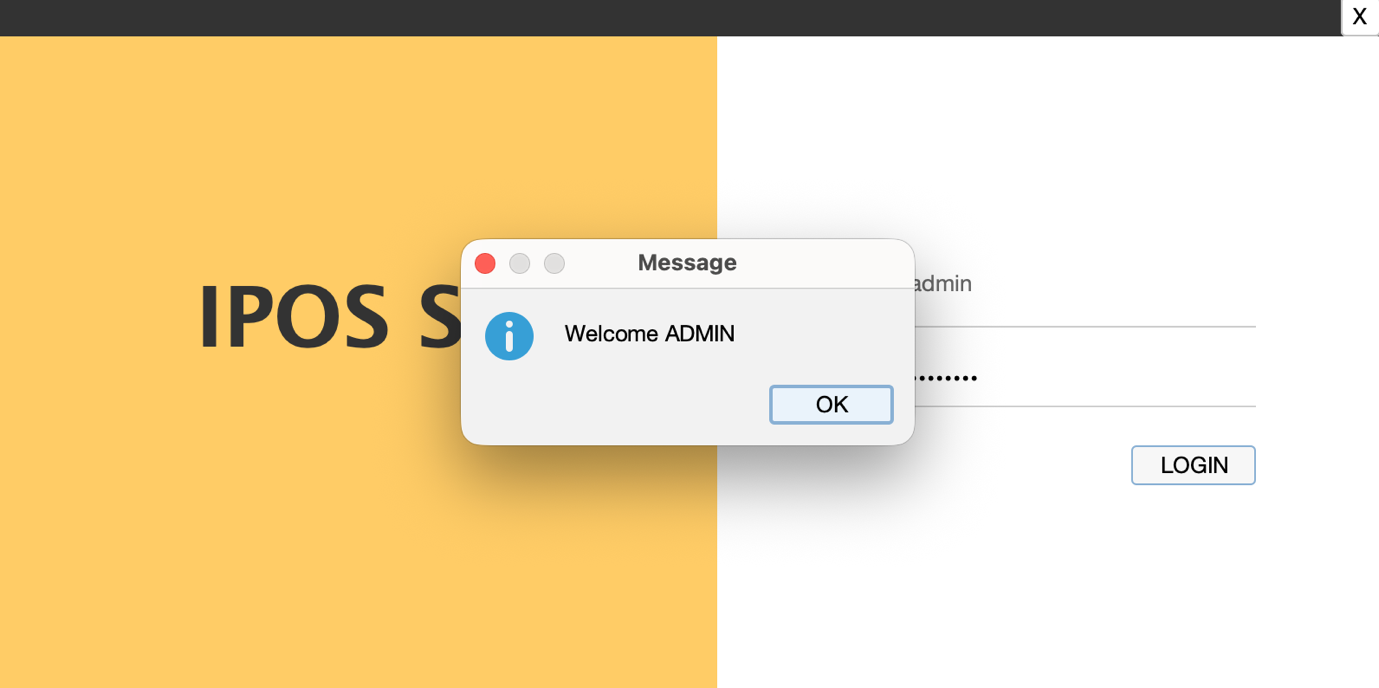 X
Message
IPOS S
Welcome ADMIN
OK
admin
LOGIN